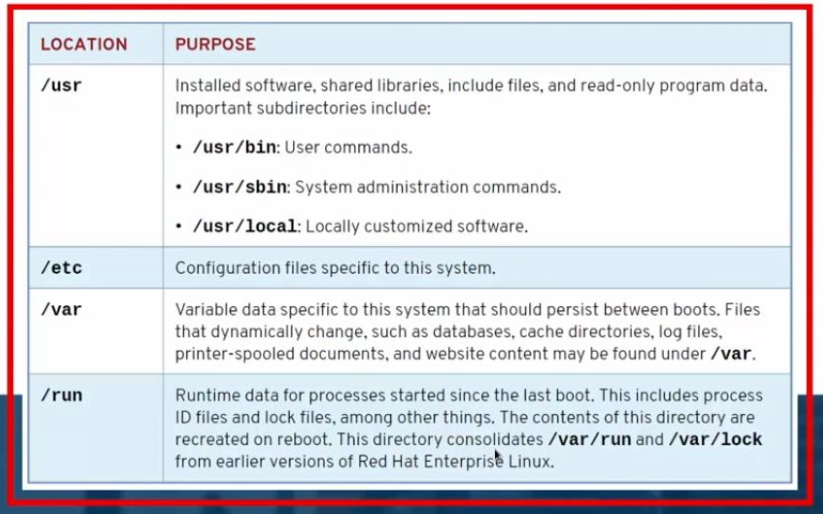 LOCATION PURPOSE
/usr Installed software, shared libraries, include files, and read-only program data.
Important subdirectories include:
• /usr/bin: User commands.
• /usr/sbin: System administration commands.
• /usr/local: Locally customized software.
/etc Configuration files specific to this system.
/var Variable data specific to this system that should persist between boots. Files
that dynamically change, such as databases, cache directories, log files,
printer-spooled documents, and website content may be found under /var.
/run Runtime data for processes started since the last boot. This includes process
ID files and lock files, among other things. The contents of this directory are
recreated on reboot. This directory consolidates /var/run and /var/lock
from earlier versions of Red Hat Enterprise Linux.